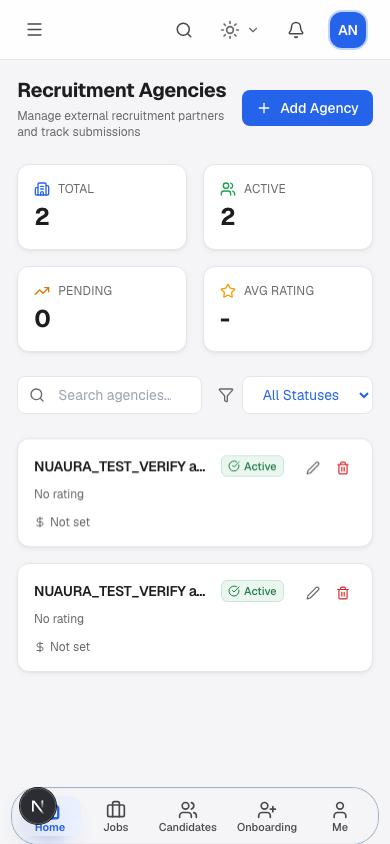 AN
Recruitment Agencies
Manage external recruitment partners
and track submissions
+ Add Agency
TOTAL
2
ACTIVE
2
PENDING
0
AVG RATING
-
Search agencies...
All Statuses
NUAURA_TEST_VERIFY a... Active
No rating
$ Not set
NUAURA_TEST_VERIFY a... Active
No rating
$ Not set
N
Home Jobs Candidates Onboarding Me